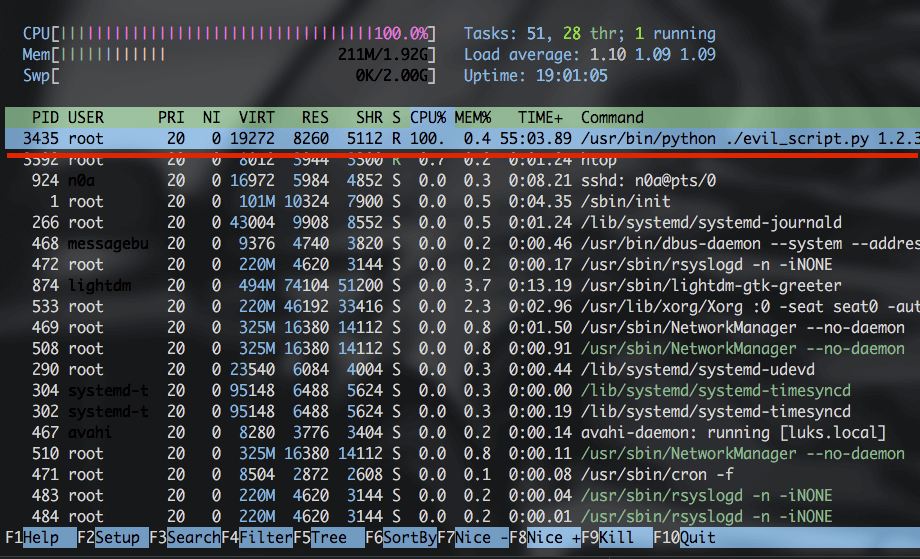 CPU[||||||||||||||||||||||||||||||||||100.0%] Tasks: 51, 28 thr; 1 running
Mem[|||||||||||||| 211M/1.92G] Load average: 1.10 1.09 1.09
Swp[ 0K/2.00G] Uptime: 19:01:05
PID USER PRI NI VIRT RES SHR S CPU% MEM% TIME+ Command
3435 root 20 0 19272 8260 5112 R 100. 0.4 55:03.89 /usr/bin/python ./evil_script.py 1.2.3
3592 root 20 0 8012 3944 3300 R 0.7 0.2 0:01.24 htop
924 n0a 20 0 16972 5984 4852 S 0.0 0.3 0:08.21 sshd: n0a@pts/0
1 root 20 0 101M 10324 7900 S 0.0 0.5 0:04.35 /sbin/init
266 root 20 0 43004 9908 8552 S 0.0 0.5 0:01.24 /lib/systemd/systemd-journald
468 messagebu 20 0 9376 4740 3820 S 0.0 0.2 0:00.46 /usr/bin/dbus-daemon --system --addres
472 root 20 0 220M 4620 3144 S 0.0 0.2 0:00.17 /usr/sbin/rsyslogd -n -iNONE
874 lightdm 20 0 494M 74104 51200 S 0.0 3.7 0:13.19 /usr/sbin/lightdm-gtk-greeter
533 root 20 0 220M 46192 33416 S 0.0 2.3 0:02.96 /usr/lib/xorg/Xorg :0 -seat seat0 -aut
469 root 20 0 325M 16380 14112 S 0.0 0.8 0:01.50 /usr/sbin/NetworkManager --no-daemon
508 root 20 0 325M 16380 14112 S 0.0 0.8 0:00.91 /usr/sbin/NetworkManager --no-daemon
290 root 20 0 23540 6084 4004 S 0.0 0.3 0:00.44 /lib/systemd/systemd-udevd
304 systemd-t 20 0 95148 6488 5624 S 0.0 0.3 0:00.00 /lib/systemd/systemd-timesyncd
302 systemd-t 20 0 95148 6488 5624 S 0.0 0.3 0:00.19 /lib/systemd/systemd-timesyncd
467 avahi 20 0 8280 3776 3404 S 0.0 0.2 0:00.14 avahi-daemon: running [luks.local]
510 root 20 0 325M 16380 14112 S 0.0 0.8 0:00.11 /usr/sbin/NetworkManager --no-daemon
471 root 20 0 8504 2872 2608 S 0.0 0.1 0:00.08 /usr/sbin/cron -f
483 root 20 0 220M 4620 3144 S 0.0 0.2 0:00.04 /usr/sbin/rsyslogd -n -iNONE
484 root 20 0 220M 4620 3144 S 0.0 0.2 0:00.01 /usr/sbin/rsyslogd -n -iNONE
F1Help F2Setup F3SearchF4FilterF5Tree F6SortByF7Nice -F8Nice +F9Kill F10Quit